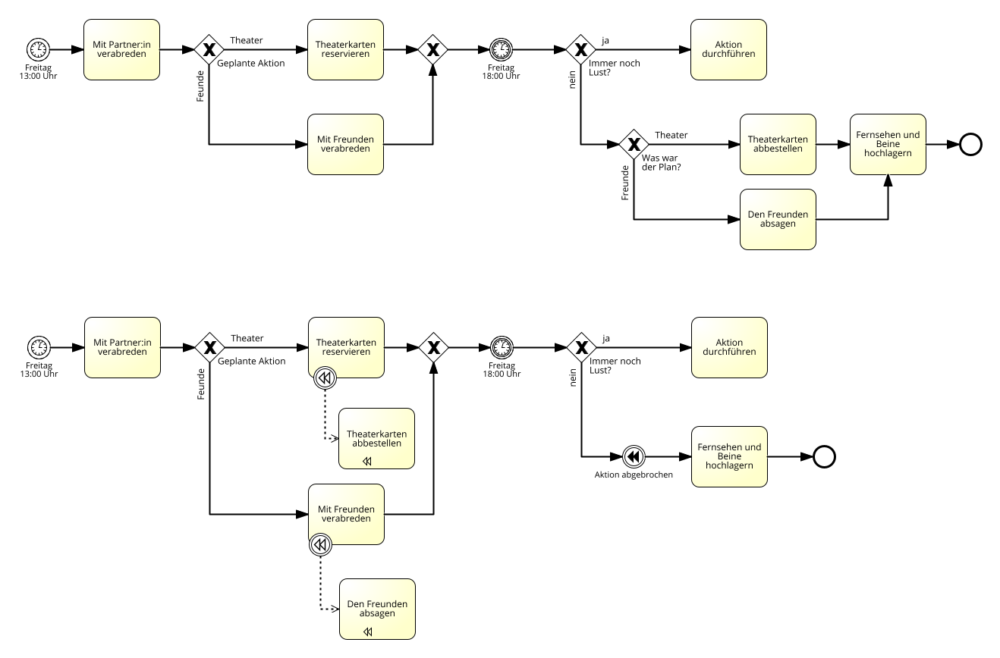 Freitag
13:00 Uhr
Mit Partner:in
verabreden
Theater
Geplante Aktion
Feunde
Theaterkarten
reservieren
Mit Freunden
verabreden
Freitag
18:00 Uhr
ja
Immer noch
Lust?
nein
Aktion
durchführen
Theater
Was war
der Plan?
Freunde
Theaterkarten
abbestellen
Den Freunden
absagen
Fernsehen und
Beine
hochlagern
Freitag
13:00 Uhr
Mit Partner:in
verabreden
Theater
Geplante Aktion
Feunde
Theaterkarten
reservieren
Theaterkarten
abbestellen
Mit Freunden
verabreden
Den Freunden
absagen
Freitag
18:00 Uhr
ja
Immer noch
Lust?
nein
Aktion
durchführen
Aktion abgebrochen
Fernsehen und
Beine
hochlagern